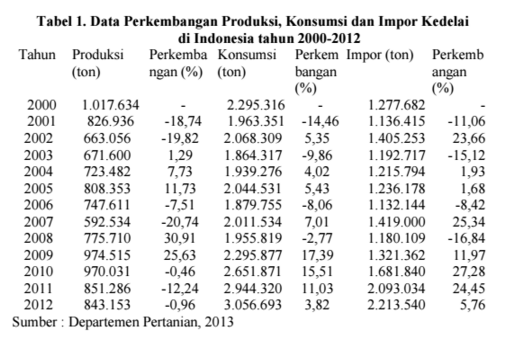 Tabel 1. Data Perkembangan Produksi, Konsumsi dan Impor Kedelai
di Indonesia tahun 2000-2012
Tahun Produksi Perkemba Konsumsi Perkem Impor (ton) Perkemb
(ton) ngan (%) (ton) bangan angan
(%) (%)
2000 1.017.634 - 2.295.316 - 1.277.682 -
2001 826.936 -18,74 1.963.351 -14,46 1.136.415 -11,06
2002 663.056 -19,82 2.068.309 5,35 1.405.253 23,66
2003 671.600 1,29 1.864.317 -9,86 1.192.717 -15,12
2004 723.482 7,73 1.939.276 4,02 1.215.794 1,93
2005 808.353 11,73 2.044.531 5,43 1.236.178 1,68
2006 747.611 -7,51 1.879.755 -8,06 1.132.144 -8,42
2007 592.534 -20,74 2.011.534 7,01 1.419.000 25,34
2008 775.710 30,91 1.955.819 -2,77 1.180.109 -16,84
2009 974.515 25,63 2.295.877 17,39 1.321.362 11,97
2010 970.031 -0,46 2.651.871 15,51 1.681.840 27,28
2011 851.286 -12,24 2.944.320 11,03 2.093.034 24,45
2012 843.153 -0,96 3.056.693 3,82 2.213.540 5,76
Sumber : Departemen Pertanian, 2013